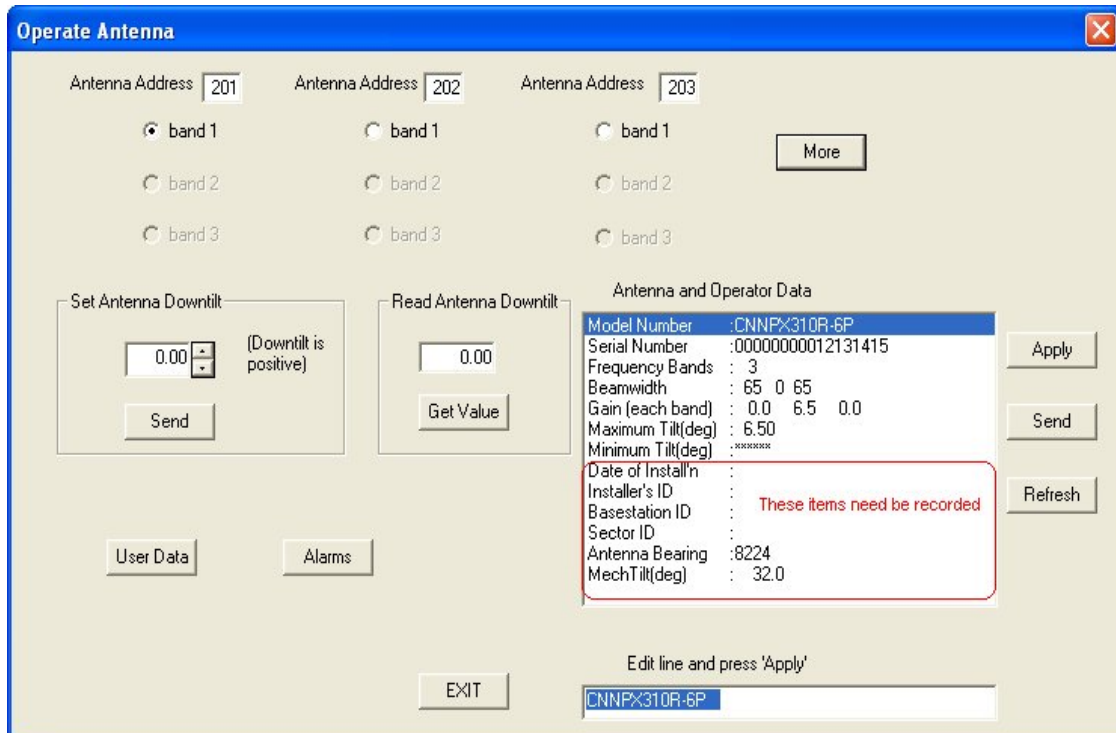 Operate Antenna
Antenna Address 201 Antenna Address 202 Antenna Address 203
band 1 band 1 band 1
More
band 2 band 2 band 2
band 3 band 3 band 3
Set Antenna Downtilt
0.00 (Downtilt is positive)
Send
Read Antenna Downtilt
0.00
Get Value
Antenna and Operator Data
Model Number :CNNPX310R-6P
Serial Number :00000000012131415
Frequency Bands : 3
Beamwidth : 65 0 65
Gain (each band) : 0.0 6.5 0.0
Maximum Tilt(deg) : 6.50
Minimum Tilt(deg) :******
Date of Install'n :
Installer's ID :
Basestation ID :
Sector ID :
Antenna Bearing :8224
MechTilt(deg) : 32.0
These items need be recorded
Apply
Send
Refresh
User Data Alarms
EXIT
Edit line and press 'Apply'
CNNPX310R-6P